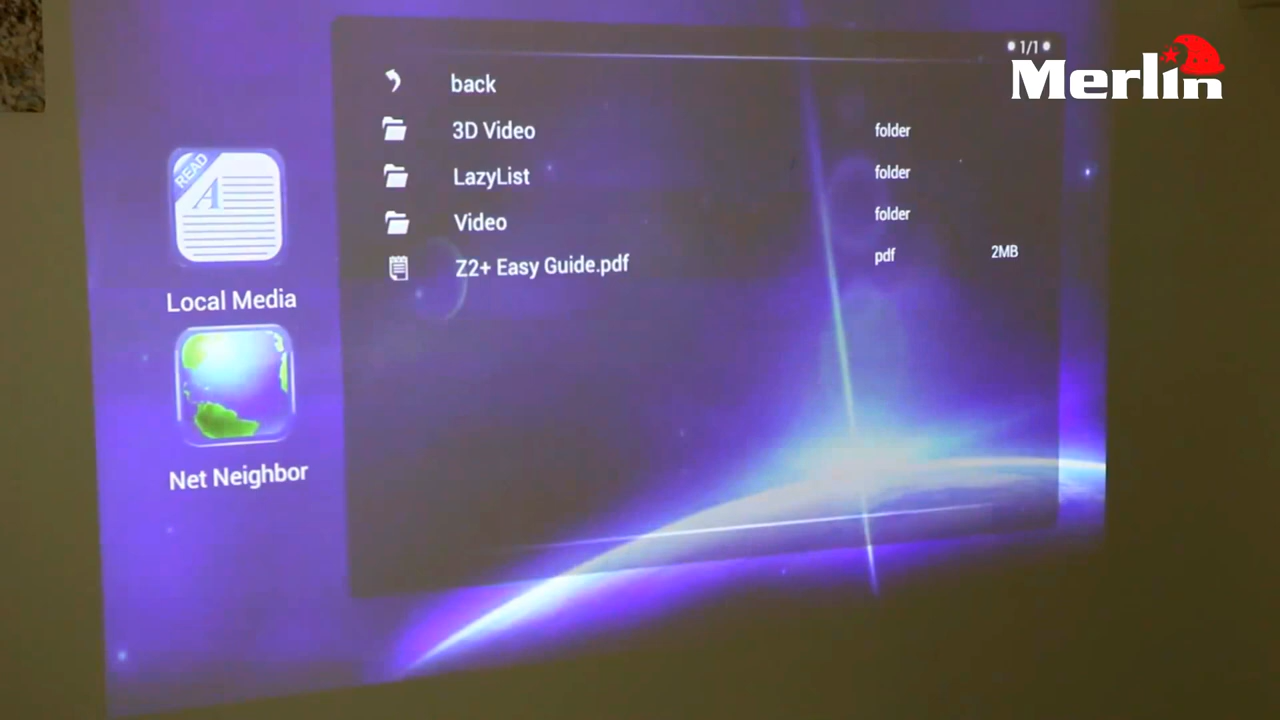 1/1
Merlin
back
3D Video folder
LazyList folder
Video folder
Z2+ Easy Guide.pdf pdf 2MB
READ
A
Local Media
Net Neighbor